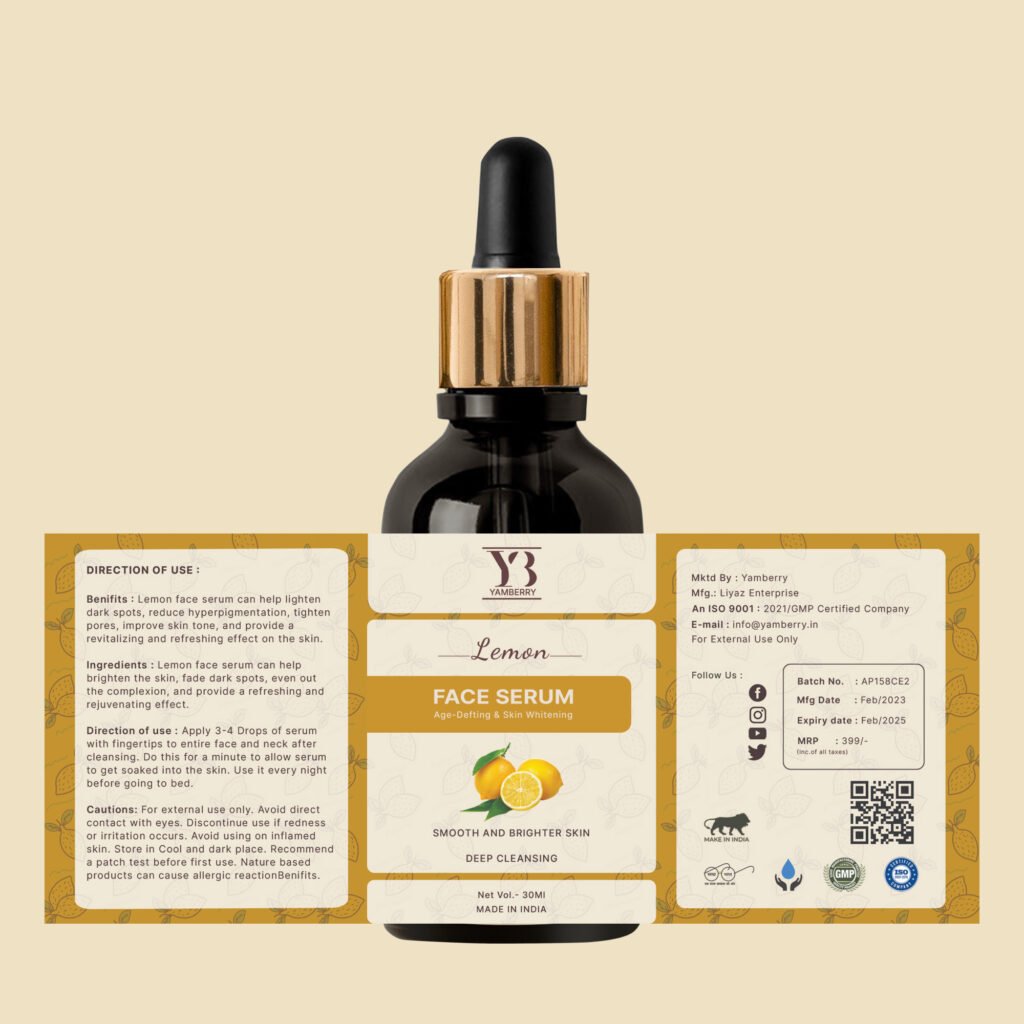 DIRECTION OF USE :
Benifits : Lemon face serum can help lighten
dark spots, reduce hyperpigmentation, tighten
pores, improve skin tone, and provide a
revitalizing and refreshing effect on the skin.
Ingredients : Lemon face serum can help
brighten the skin, fade dark spots, even out
the complexion, and provide a refreshing and
rejuvenating effect.
Direction of use : Apply 3-4 Drops of serum
with fingertips to entire face and neck after
cleansing. Do this for a minute to allow serum
to get soaked into the skin. Use it every night
before going to bed.
Cautions: For external use only. Avoid direct
contact with eyes. Discontinue use if redness
or irritation occurs. Avoid using on inflamed
skin. Store in Cool and dark place. Recommend
a patch test before first use. Nature based
products can cause allergic reactionBenifits.
YB
YAMBERRY
Lemon
FACE SERUM
Age-Defting & Skin Whitening
SMOOTH AND BRIGHTER SKIN
DEEP CLEANSING
Net Vol.- 30Ml
MADE IN INDIA
Mktd By : Yamberry
Mfg.: Liyaz Enterprise
An ISO 9001 : 2021/GMP Certified Company
E-mail : info@yamberry.in
For External Use Only
Follow Us :
Batch No. : AP158CE2
Mfg Date : Feb/2023
Expiry date : Feb/2025
MRP : 399/-
(Inc.of all taxes)
MAKE IN INDIA
GMP
CERTIFIED
ISO
COMPANY